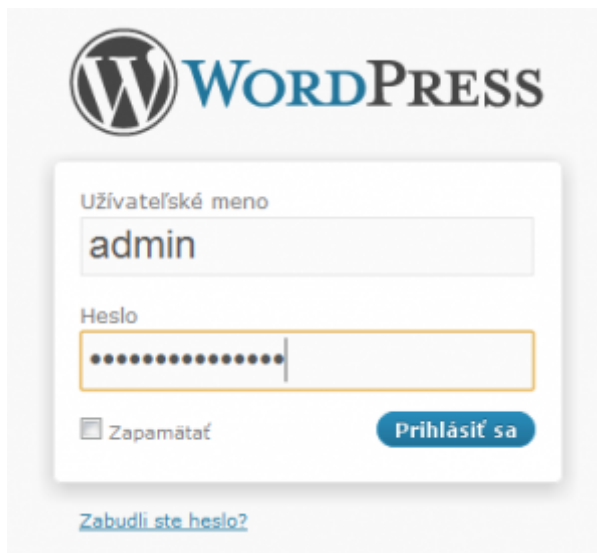 WORDPRESS
Užívateľské meno
admin
Heslo
•••••••••••••••
Zapamätať
Prihlásiť sa
Zabudli ste heslo?